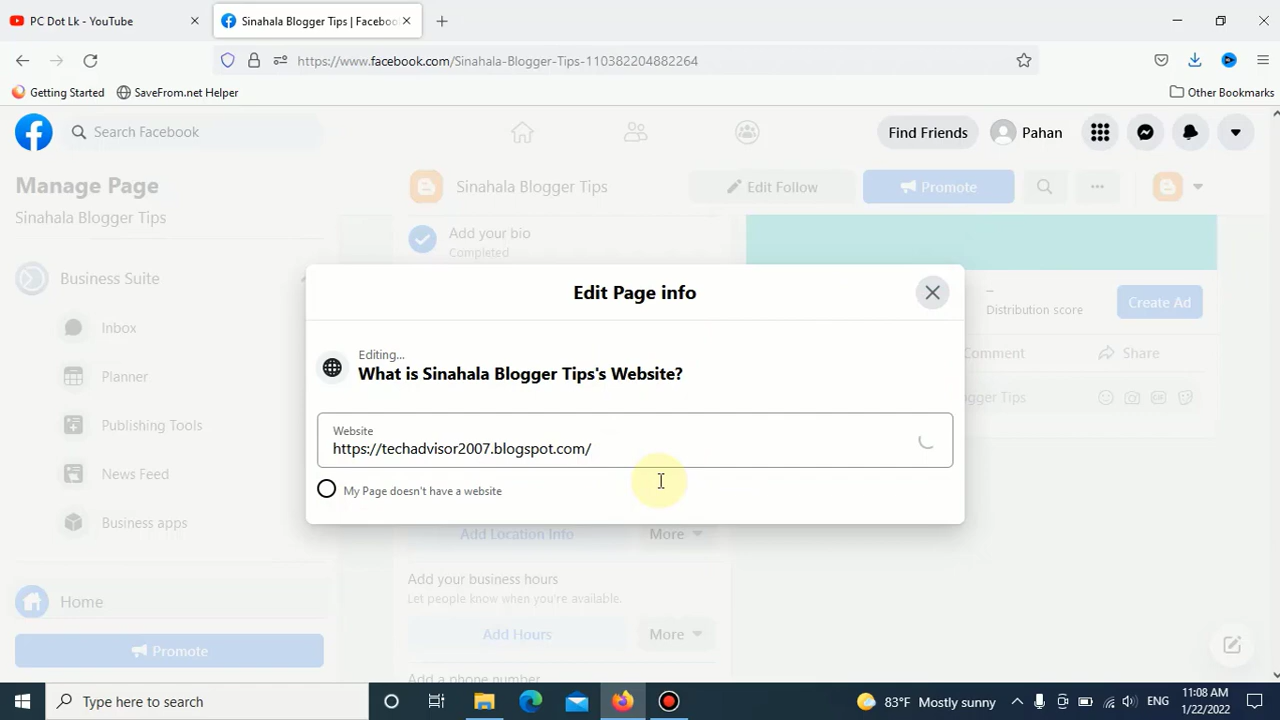 PC Dot Lk - YouTube
Sinahala Blogger Tips | Faceboo
https://www.facebook.com/Sinahala-Blogger-Tips-110382204882264
Getting Started
SaveFrom.net Helper
Other Bookmarks
Search Facebook
Find Friends
Pahan
Manage Page
Sinahala Blogger Tips
Sinahala Blogger Tips
Edit Follow
Promote
Add your bio
Completed
Business Suite
Inbox
Planner
Publishing Tools
News Feed
Business apps
Home
Promote
Edit Page info
Editing...
What is Sinahala Blogger Tips's Website?
Website
https://techadvisor2007.blogspot.com/
My Page doesn't have a website
Distribution score
Create Ad
Comment
Share
ogger Tips
Add Location Info
More
Add your business hours
Let people know when you're available.
Add Hours
More
Add a phone number
Type here to search
83°F Mostly sunny
ENG
11:08 AM
1/22/2022